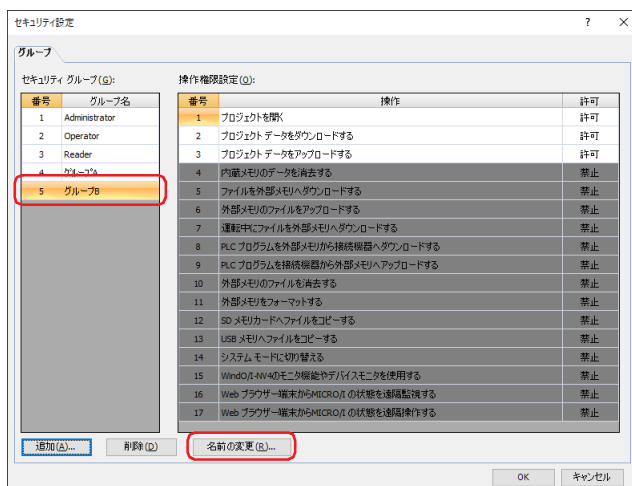 セキュリティ設定 ? ×
グループ
セキュリティ グループ(G): 操作権限設定(O):
番号 グループ名 番号 操作 許可
1 Administrator 1 プロジェクトを開く 許可
2 Operator 2 プロジェクト データをダウンロードする 許可
3 Reader 3 プロジェクト データをアップロードする 許可
4 グループA 4 内蔵メモリのデータを消去する 禁止
5 グループB 5 ファイルを外部メモリへダウンロードする 禁止
6 外部メモリのファイルをアップロードする 禁止
7 運転中にファイルを外部メモリへダウンロードする 禁止
8 PLC プログラムを外部メモリから接続機器へダウンロードする 禁止
9 PLC プログラムを接続機器から外部メモリへアップロードする 禁止
10 外部メモリのファイルを消去する 禁止
11 外部メモリをフォーマットする 禁止
12 SD メモリカードへファイルをコピーする 禁止
13 USB メモリへファイルをコピーする 禁止
14 システム モードに切り替える 禁止
15 WindO/I-NV4のモニタ機能やデバイスモニタを使用する 禁止
16 Web ブラウザー端末からMICRO/I の状態を遠隔監視する 禁止
17 Web ブラウザー端末からMICRO/I の状態を遠隔操作する 禁止
追加(A)... 削除(D) 名前の変更(R)...
OK キャンセル